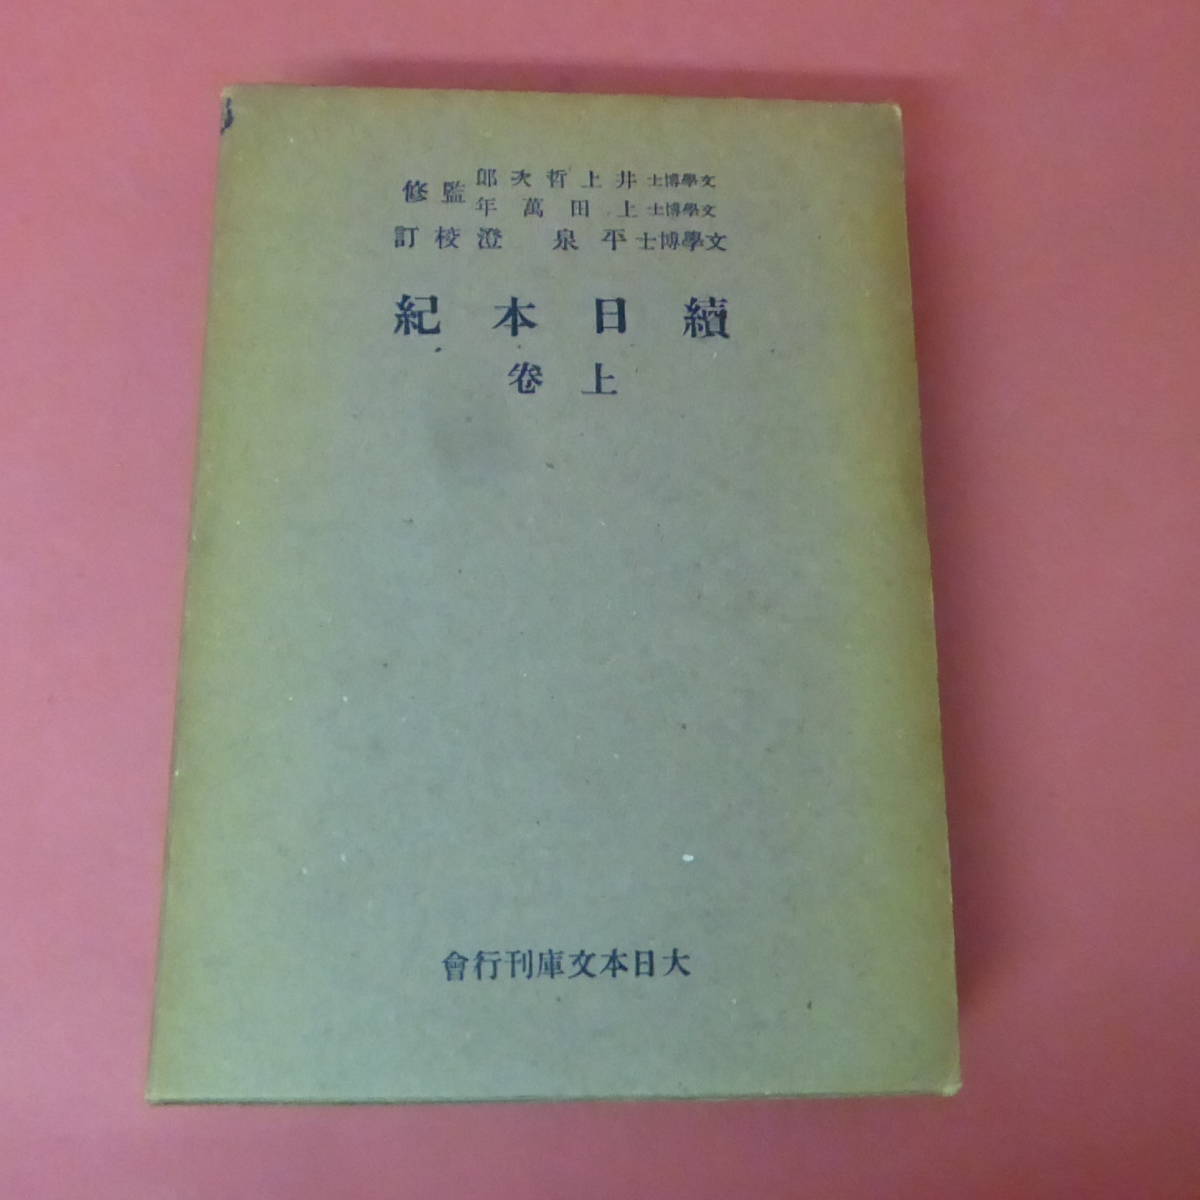 文學博士井上哲次郎
文學博士上田萬年
監修
文學博士平泉澄校訂
續日本紀
上卷
大日本文庫刊行會